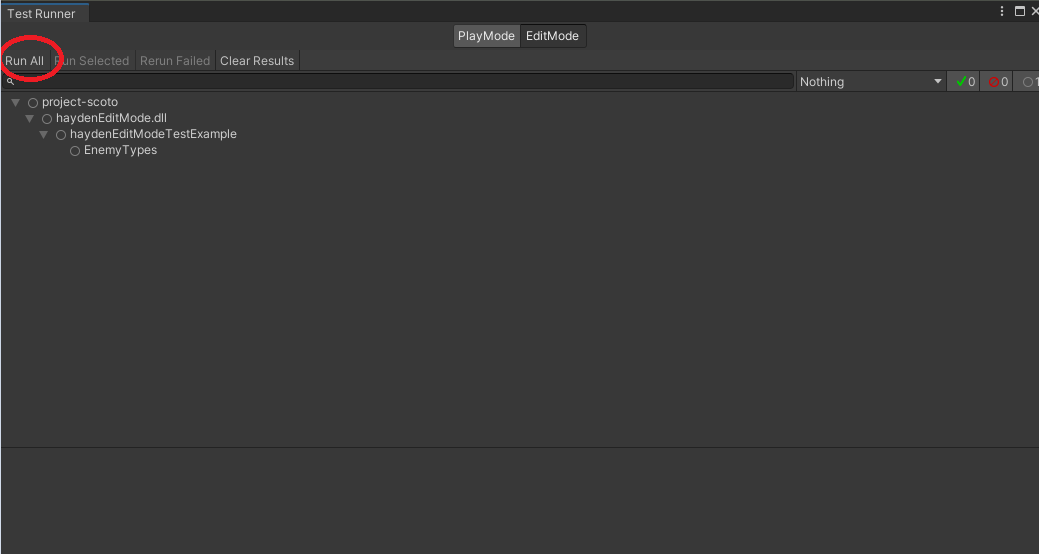 Test Runner
PlayMode EditMode
Run All Run Selected Rerun Failed Clear Results
Nothing 0 0 1
project-scoto
haydenEditMode.dll
haydenEditModeTestExample
EnemyTypes